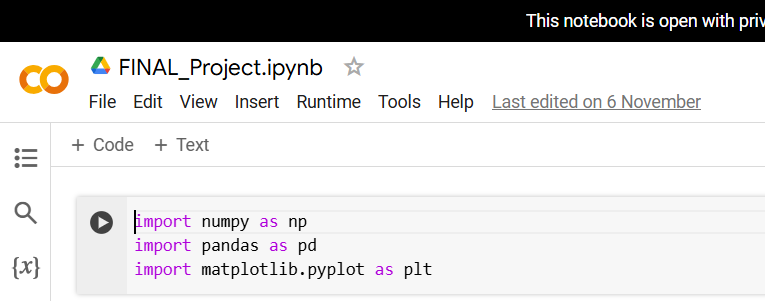 This notebook is open with
FINAL_Project.ipynb
File Edit View Insert Runtime Tools Help Last edited on 6 November
+ Code + Text
import numpy as np
import pandas as pd
{x} import matplotlib.pyplot as plt